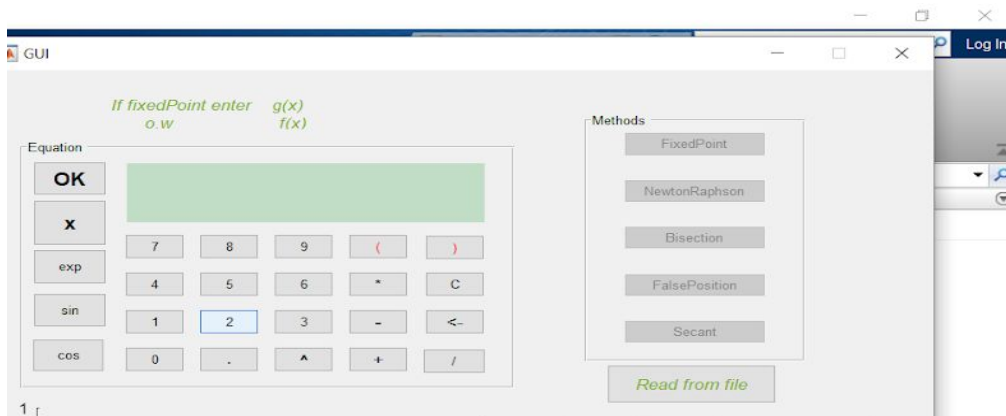 Log In
GUI
If fixedPoint enter g(x)
o.w f(x)
Equation
OK
x
exp
sin
cos
7 8 9 ( )
4 5 6 * C
1 2 3 - <-
0 . ^ + /
Methods
FixedPoint
NewtonRaphson
Bisection
FalsePosition
Secant
Read from file
1